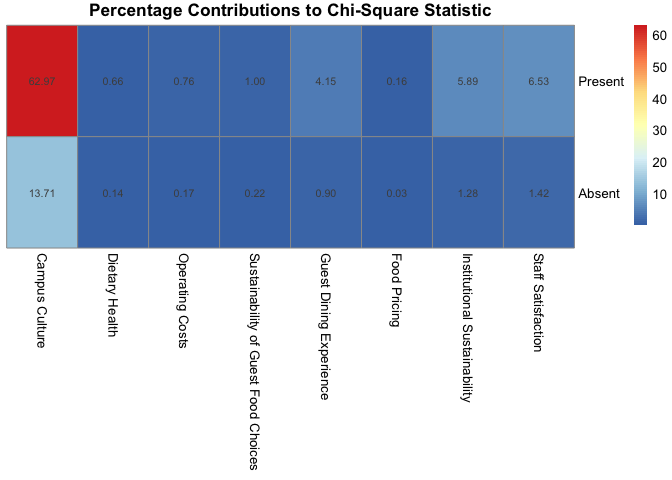 Percentage Contributions to Chi-Square Statistic
62.97 0.66 0.76 1.00 4.15 0.16 5.89 6.53 Present
13.71 0.14 0.17 0.22 0.90 0.03 1.28 1.42 Absent
60
50
40
30
20
10
Campus Culture
Dietary Health
Operating Costs
Sustainability of Guest Food Choices
Guest Dining Experience
Food Pricing
Institutional Sustainability
Staff Satisfaction